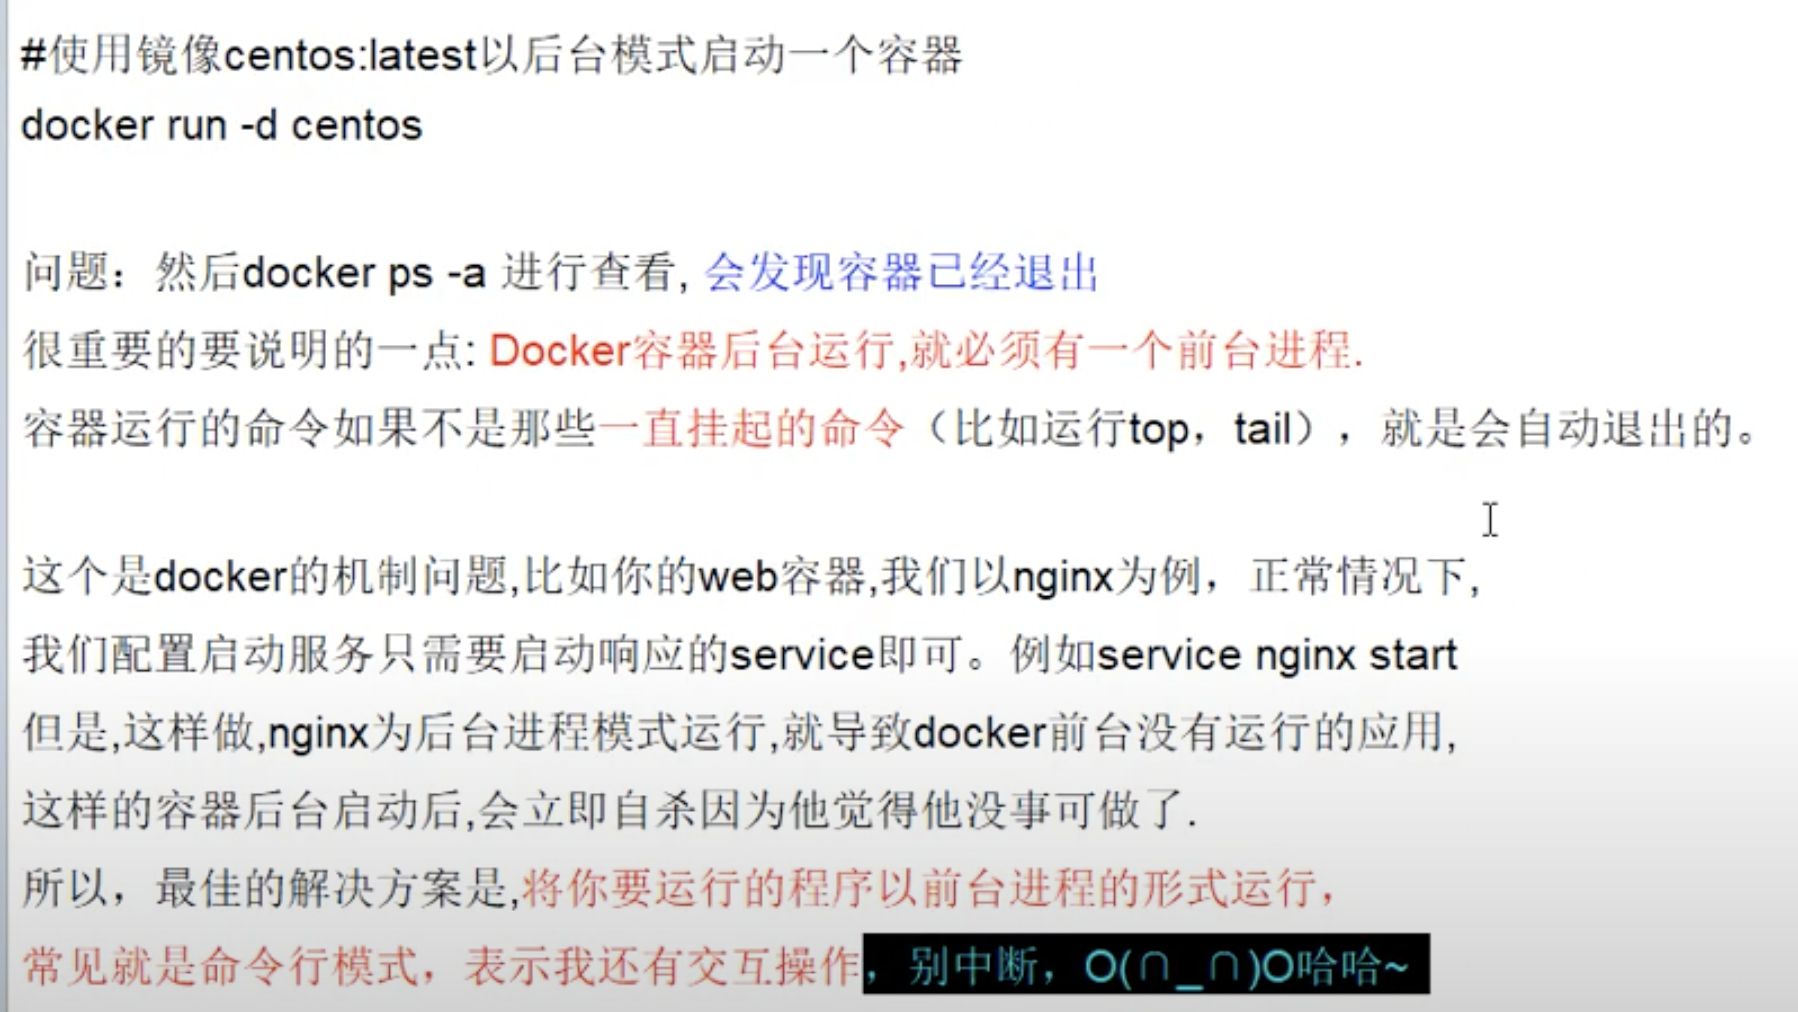 #使用镜像centos:latest以后台模式启动一个容器
docker run -d centos
问题：然后docker ps -a 进行查看, 会发现容器已经退出
很重要的要说明的一点: Docker容器后台运行,就必须有一个前台进程.
容器运行的命令如果不是那些一直挂起的命令（比如运行top，tail），就是会自动退出的。
这个是docker的机制问题,比如你的web容器,我们以nginx为例，正常情况下,
我们配置启动服务只需要启动响应的service即可。例如service nginx start
但是,这样做,nginx为后台进程模式运行,就导致docker前台没有运行的应用,
这样的容器后台启动后,会立即自杀因为他觉得他没事可做了.
所以，最佳的解决方案是,将你要运行的程序以前台进程的形式运行，
常见就是命令行模式，表示我还有交互操作，别中断，O(∩_∩)O哈哈~